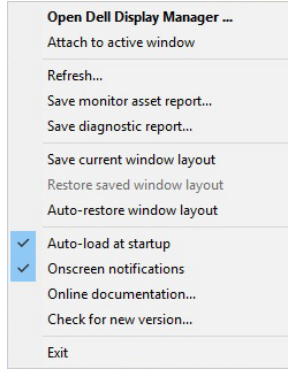 Open Dell Display Manager ...
Attach to active window
Refresh...
Save monitor asset report...
Save diagnostic report...
Save current window layout
Restore saved window layout
Auto-restore window layout
Auto-load at startup
Onscreen notifications
Online documentation...
Check for new version...
Exit